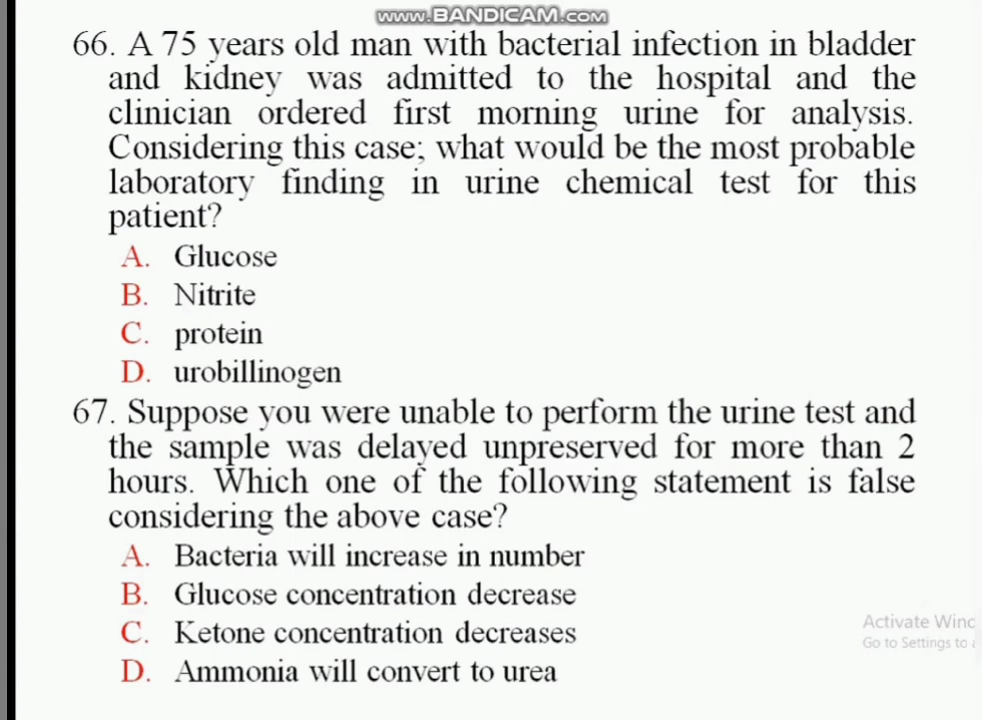 www.BANDICAM.com
66. A 75 years old man with bacterial infection in bladder
and kidney was admitted to the hospital and the
clinician ordered first morning urine for analysis.
Considering this case; what would be the most probable
laboratory finding in urine chemical test for this
patient?
A. Glucose
B. Nitrite
C. protein
D. urobillinogen
67. Suppose you were unable to perform the urine test and
the sample was delayed unpreserved for more than 2
hours. Which one of the following statement is false
considering the above case?
A. Bacteria will increase in number
B. Glucose concentration decrease
C. Ketone concentration decreases
D. Ammonia will convert to urea
Activate Winc
Go to Settings to a